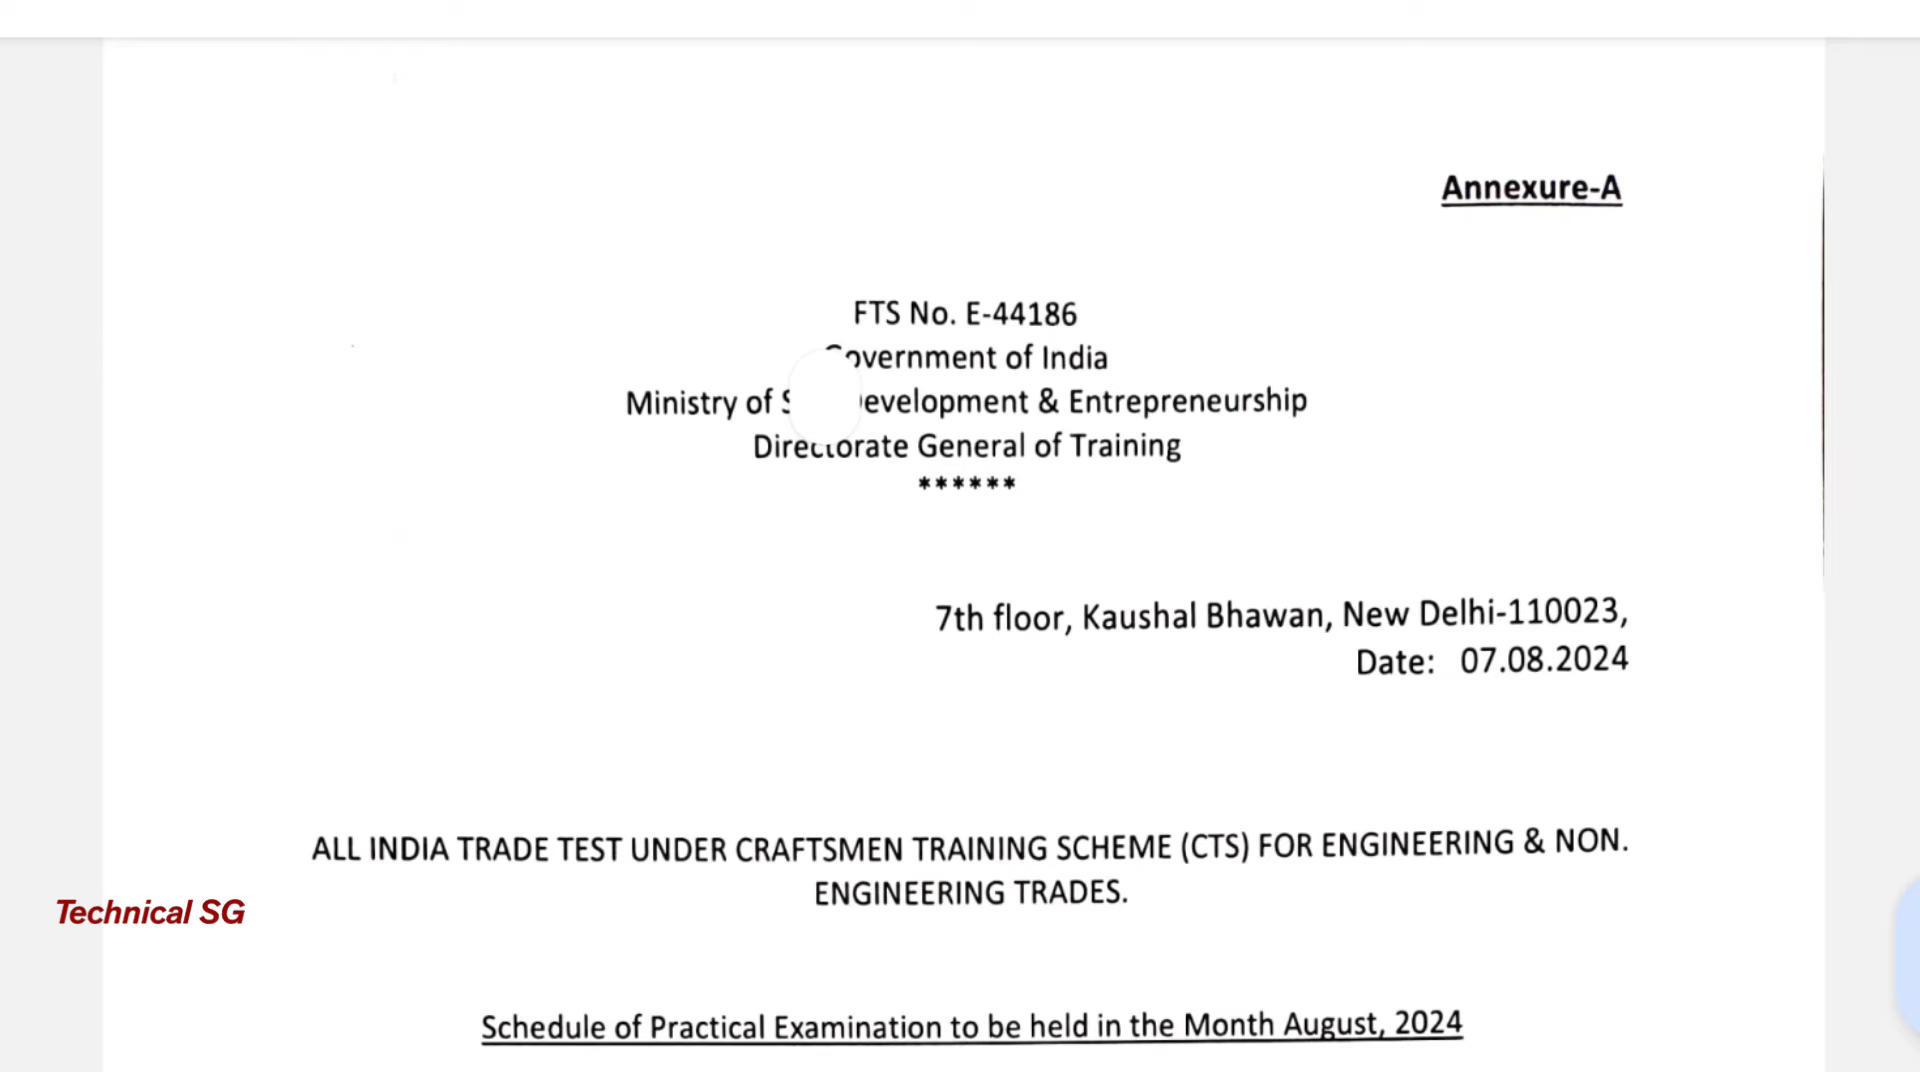 Annexure-A
FTS No. E-44186
Government of India
Ministry of Development & Entrepreneurship
Directorate General of Training
******
7th floor, Kaushal Bhawan, New Delhi-110023,
Date: 07.08.2024
ALL INDIA TRADE TEST UNDER CRAFTSMEN TRAINING SCHEME (CTS) FOR ENGINEERING & NON.
ENGINEERING TRADES.
Technical SG
Schedule of Practical Examination to be held in the Month August, 2024